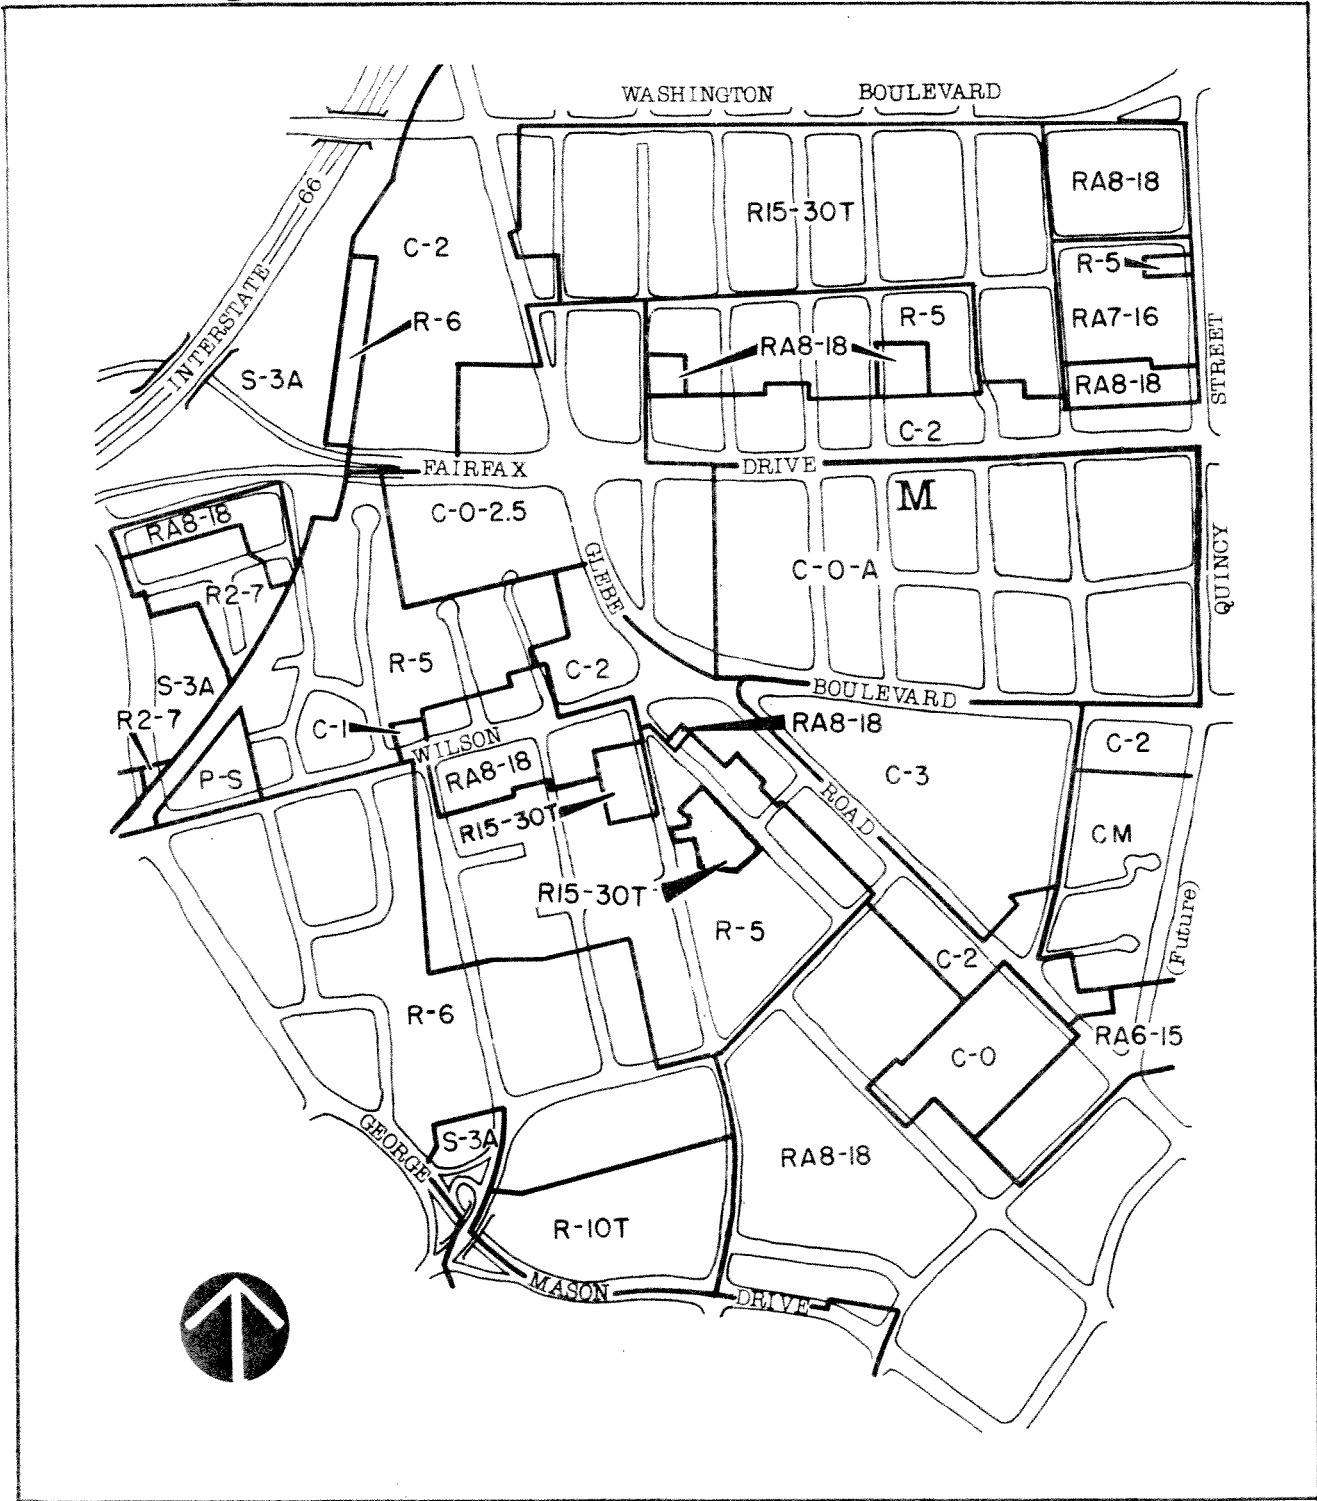 WASHINGTON BOULEVARD
RA8-18
66
R15-30T
C-2
R-5
INTERSTATE
R-6
R-5
RA7-16
STREET
RA8-18
S-3A
RA8-18
C-2
FAIRFAX
DRIVE
M
C-O-2.5
RA8-18
GLEBE
C-O-A
QUINCY
R2-7
R-5
C-2
S-3A
BOULEVARD
R2-7
C-1
WILSON
RA8-18
C-2
P-S
RA8-18
C-3
R15-30T
ROAD
CM
R15-30T
R-5
(Future)
C-2
R-6
RA6-15
C-O
GEORGE
S-3A
RA8-18
R-10T
MASON
DRIVE